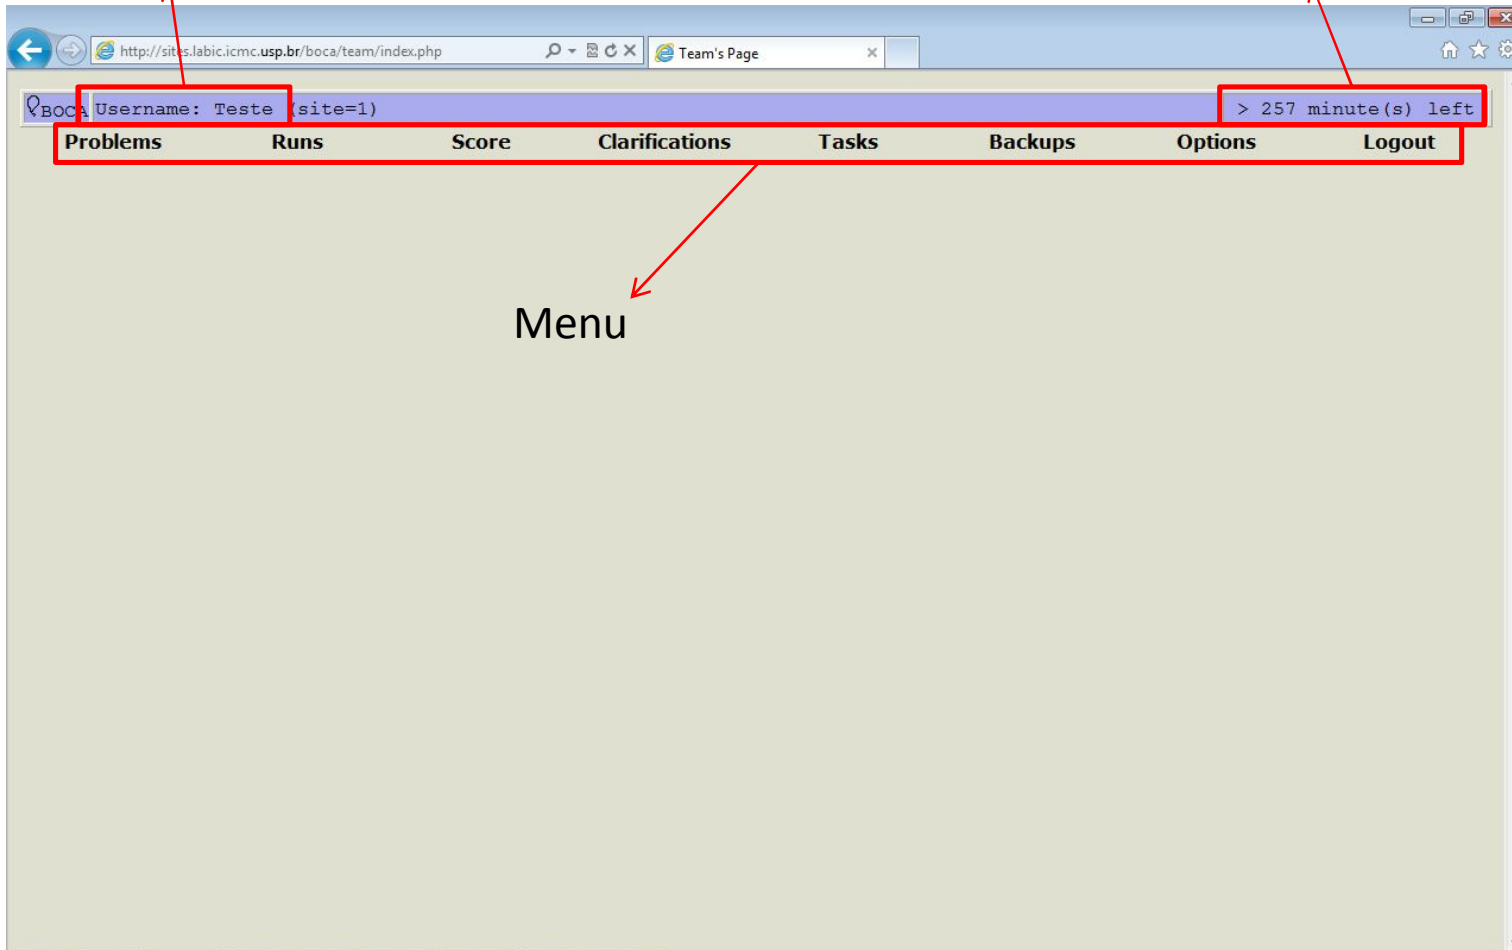 http://sites.labic.icmc.usp.br/boca/team/index.php
Team's Page
BOCA Username: Teste (site=1) > 257 minute(s) left
Problems Runs Score Clarifications Tasks Backups Options Logout
Menu